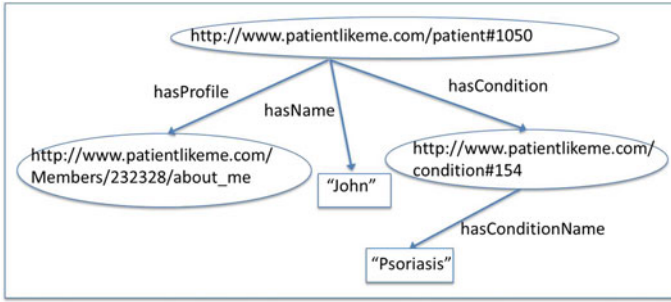 http://www.patientlikeme.com/patient#1050
hasProfile
hasName
hasCondition
http://www.patientlikeme.com/
Members/232328/about_me
"John"
http://www.patientlikeme.com/
condition#154
hasConditionName
"Psoriasis"